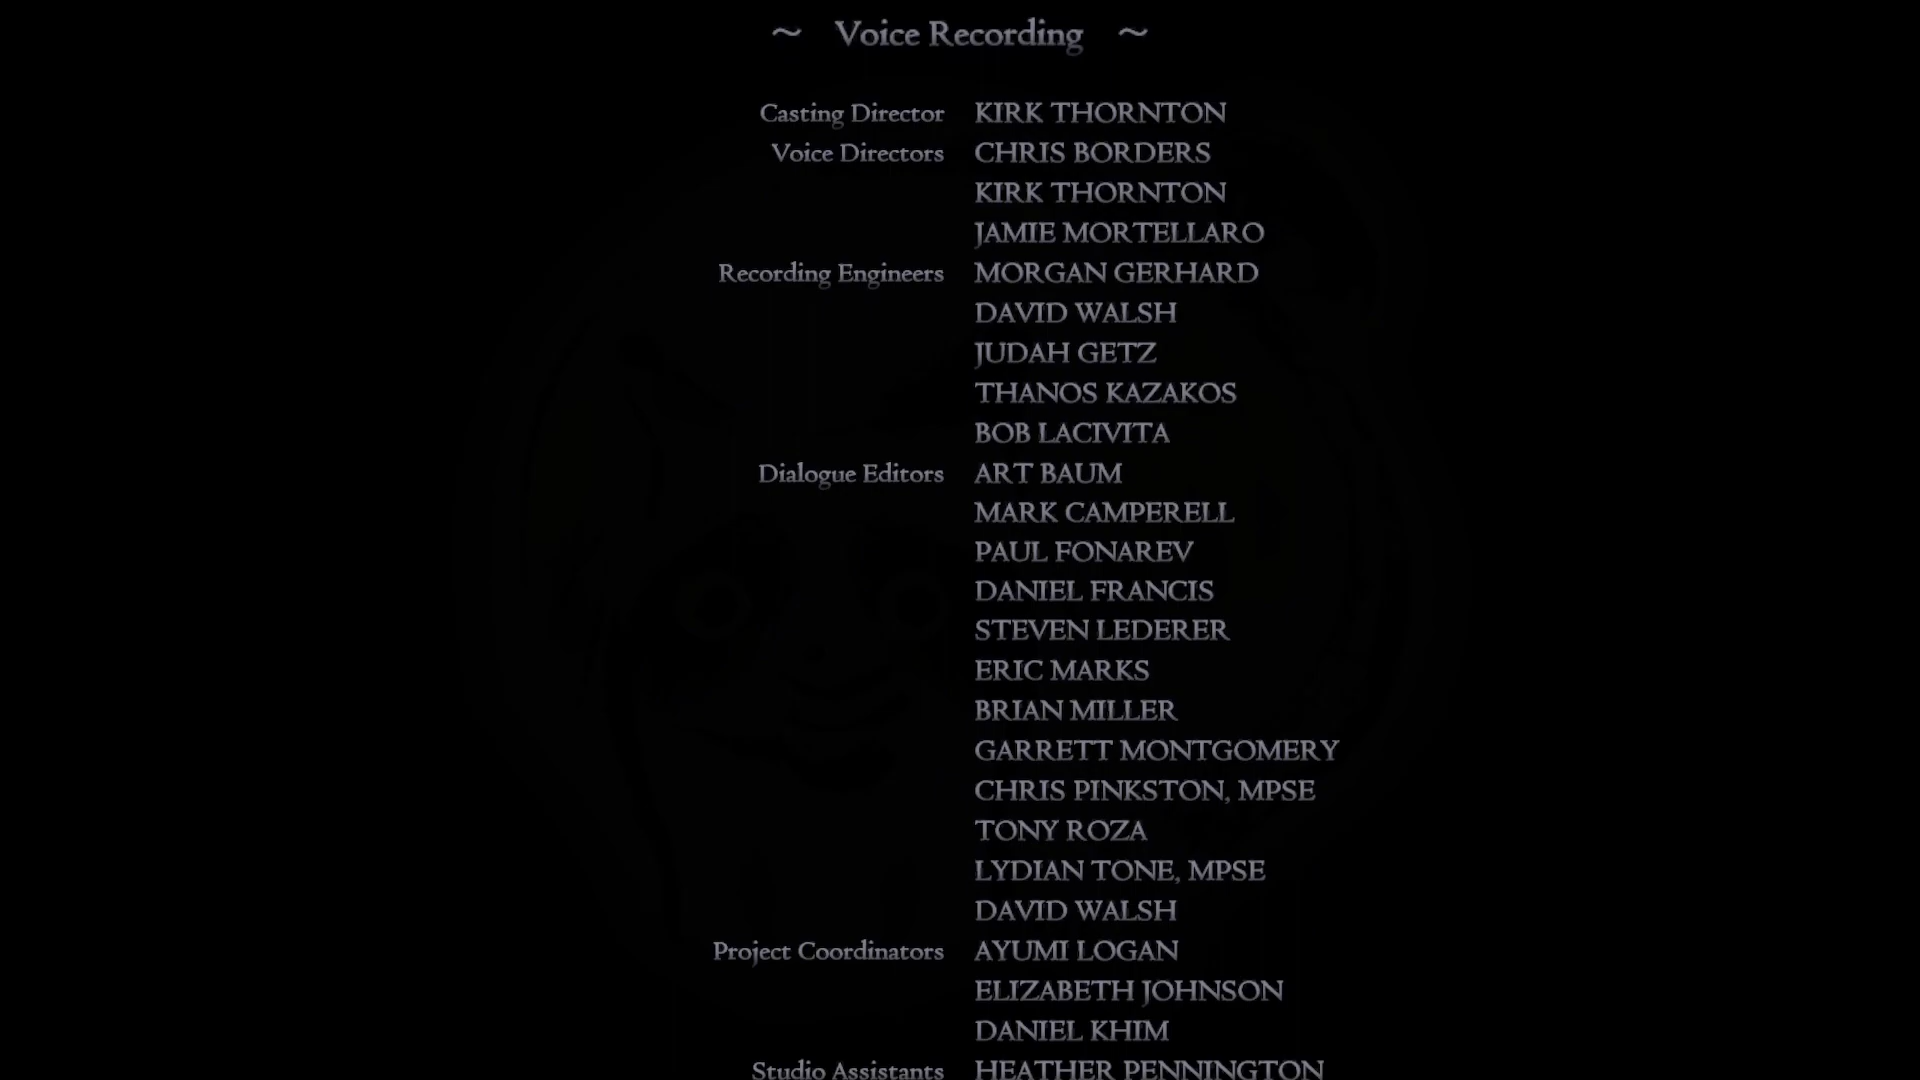 ~ Voice Recording ~
Casting Director KIRK THORNTON
Voice Directors CHRIS BORDERS
KIRK THORNTON
JAMIE MORTELLARO
Recording Engineers MORGAN GERHARD
DAVID WALSH
JUDAH GETZ
THANOS KAZAKOS
BOB LACIVITA
Dialogue Editors ART BAUM
MARK CAMPERELL
PAUL FONAREV
DANIEL FRANCIS
STEVEN LEDERER
ERIC MARKS
BRIAN MILLER
GARRETT MONTGOMERY
CHRIS PINKSTON, MPSE
TONY ROZA
LYDIAN TONE, MPSE
DAVID WALSH
Project Coordinators AYUMI LOGAN
ELIZABETH JOHNSON
DANIEL KHIM
Studio Assistants HEATHER PENNINGTON